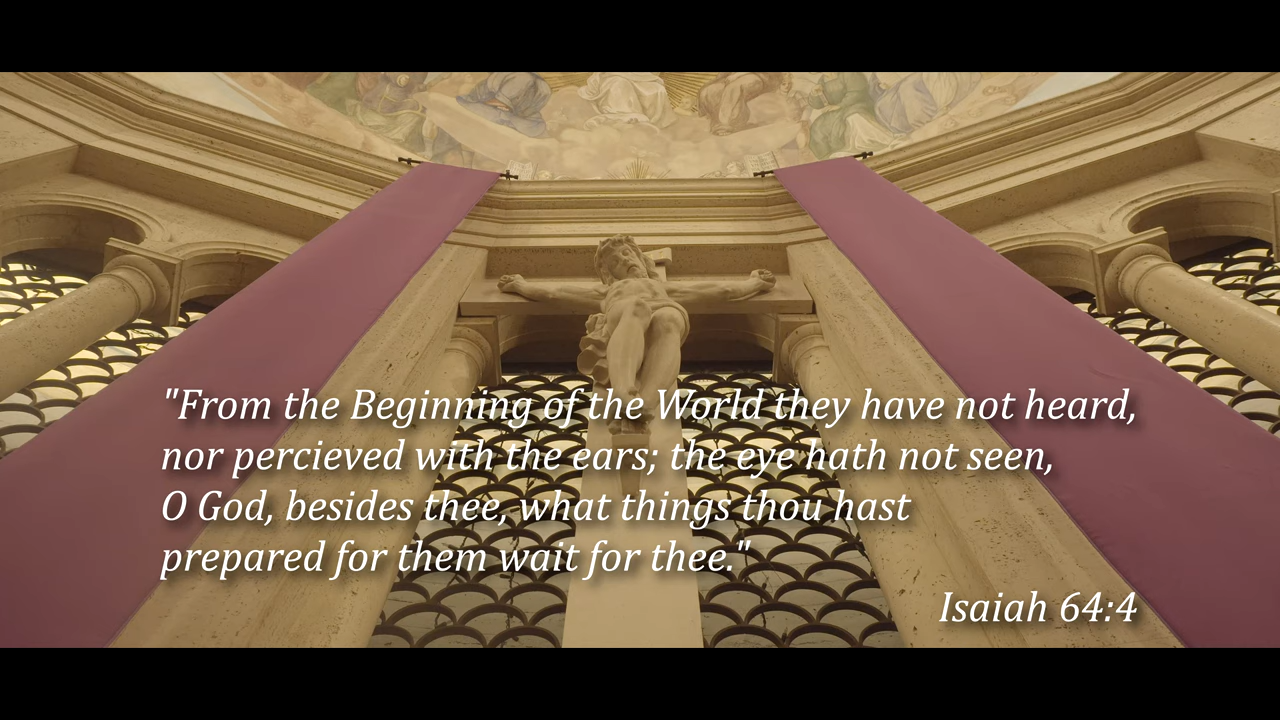 "From the Beginning of the World they have not heard,
nor percieved with the ears; the eye hath not seen,
O God, besides thee, what things thou hast
prepared for them wait for thee."
Isaiah 64:4